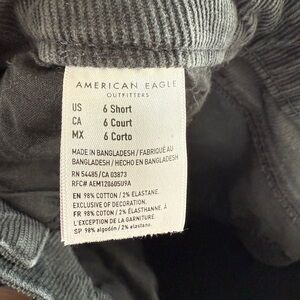 AMERICAN EAGLE
OUTFITTERS
US 6 Short
CA 6 Court
MX 6 Corto
MADE IN BANGLADESH / FABRIQUÉ AU
BANGLADESH / HECHO EN BANGLADESH
RN 54485/CA 03873
RFC# AEM120605U9A
EN 98% COTTON / 2% ELASTANE.
EXCLUSIVE OF DECORATION.
FR 98% COTON / 2% ÉLASTHANNE. À
L'EXCEPTION DE LA GARNITURE
SP 98% algodón / 2% elastano.